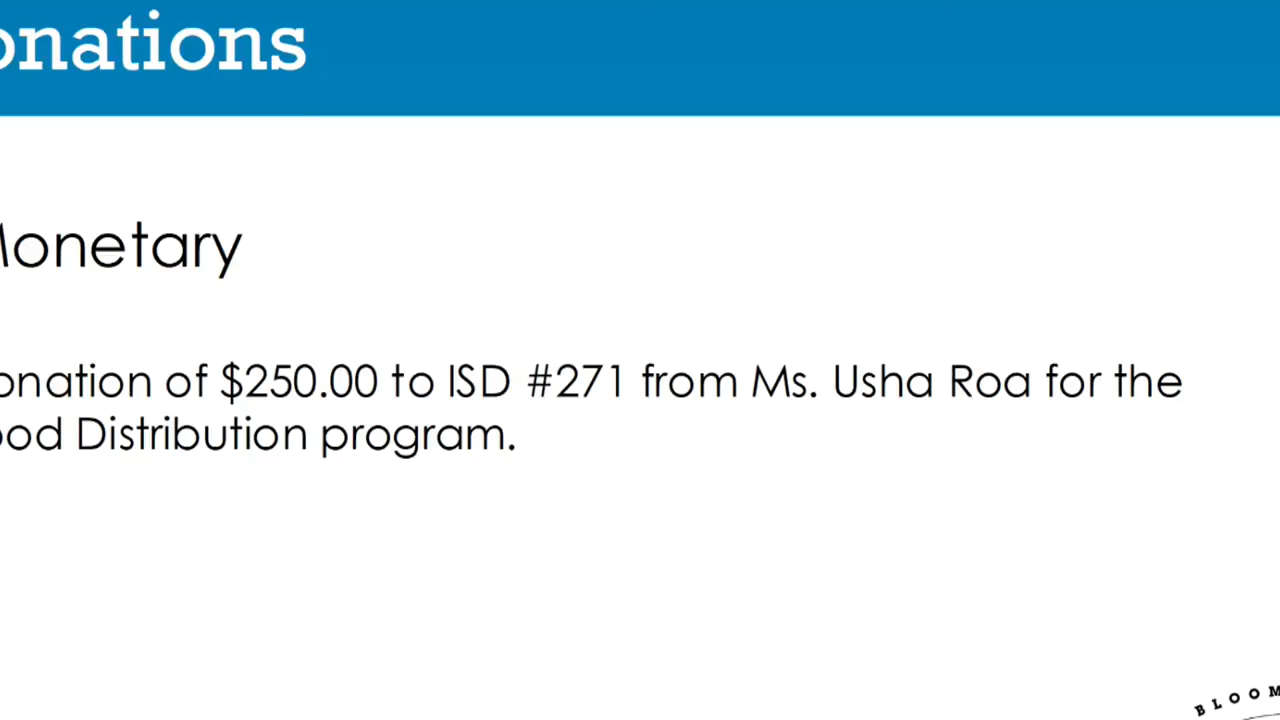 onations
Monetary
onation of $250.00 to ISD #271 from Ms. Usha Roa for the
ood Distribution program.
BLOOM